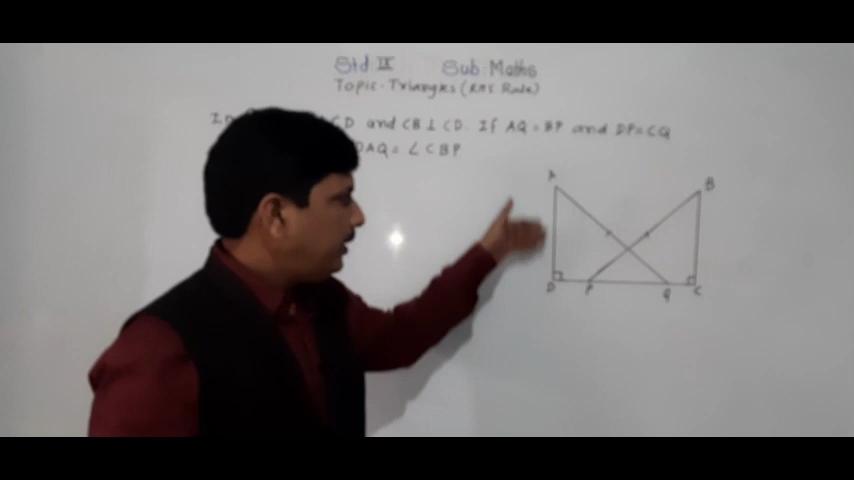 Std: IX Sub: Maths
Topic- Triangles (RHS Rule)
In CD and CB ⊥ CD. If AQ = BP and DP = CQ
DAQ = ∠CBP
A
B
D P Q C